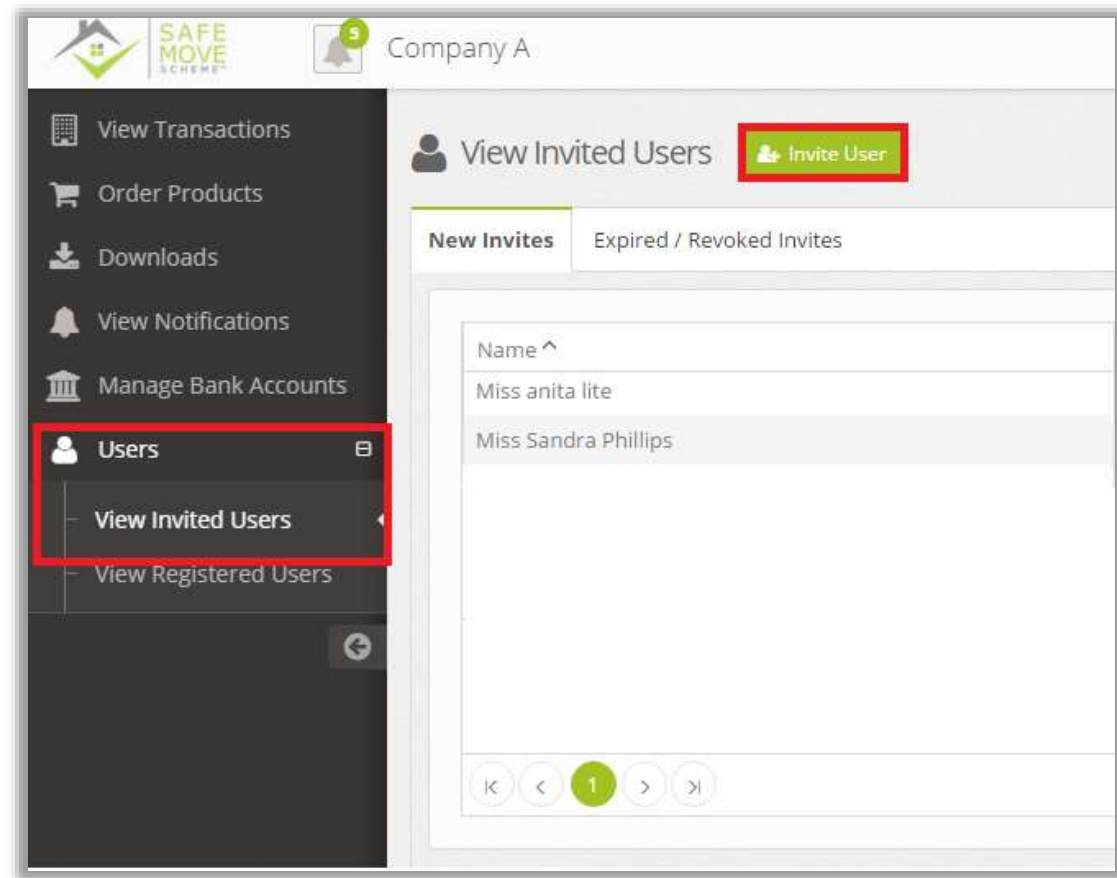 SAFE
MOVE
SCHEME™
5
Company A
View Transactions
Order Products
Downloads
View Notifications
Manage Bank Accounts
Users
View Invited Users
View Registered Users
View Invited Users
Invite User
New Invites Expired / Revoked Invites
Name
Miss anita lite
Miss Sandra Phillips
1